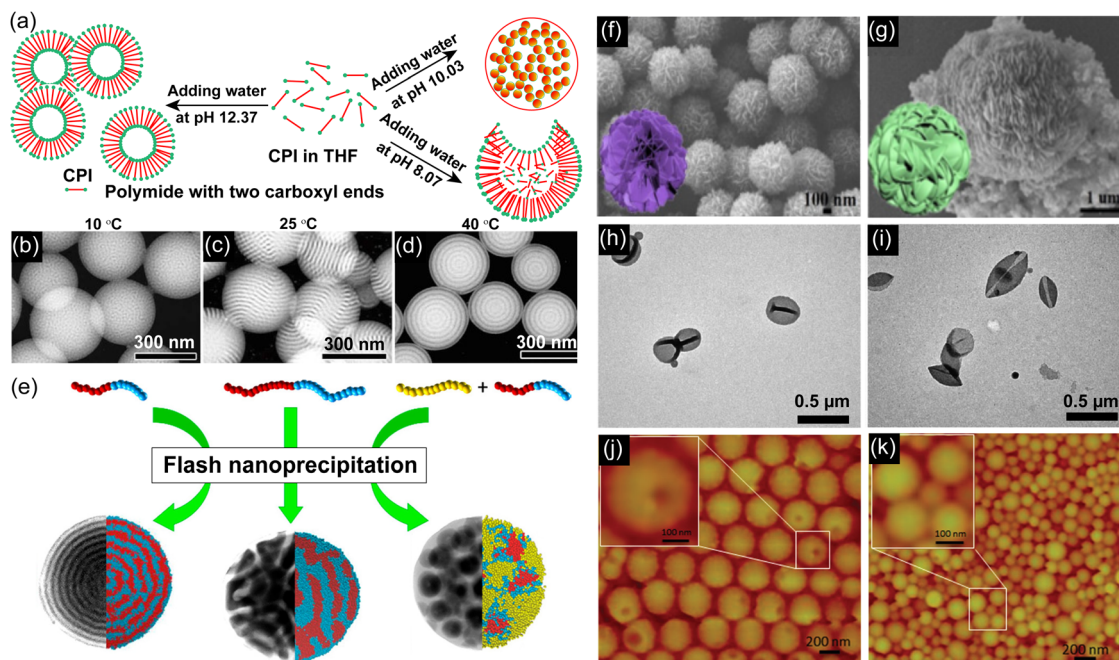 (a)
Adding water
at pH 12.37
Adding water
at pH 10.03
Adding water
at pH 8.07
CPI in THF
CPI
Polymide with two carboxyl ends
10 °C
25 °C
40 °C
(b)
300 nm
(c)
300 nm
(d)
300 nm
(e)
+
Flash nanoprecipitation
(f)
100 nm
(g)
1 um
(h)
0.5 μm
(i)
0.5 μm
(j)
100 nm
200 nm
(k)
100 nm
200 nm